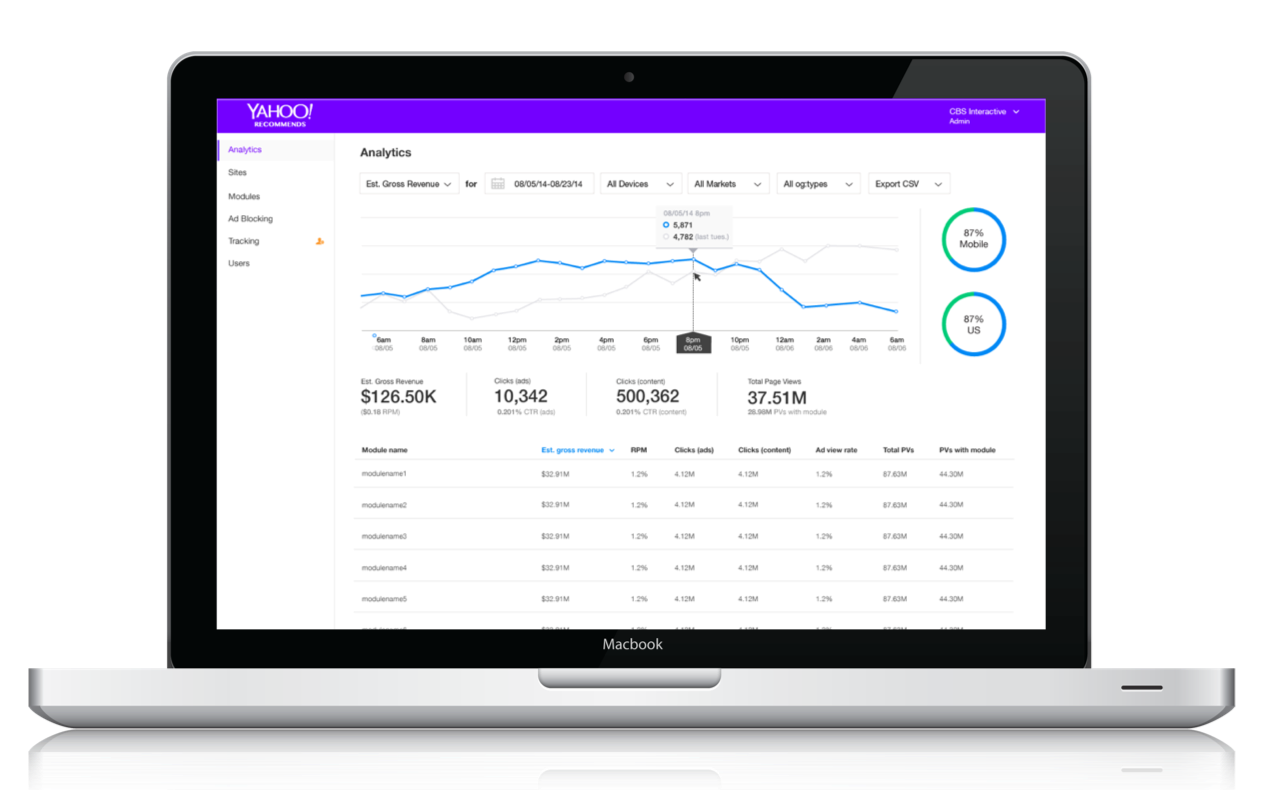 YAHOO!
RECOMMENDS
CBS Interactive
Admin
Analytics
Sites
Modules
Ad Blocking
Tracking
Users
Analytics
Est. Gross Revenue for 08/05/14-08/23/14 All Devices All Markets All og:types Export CSV
08/05/14 8pm
5,871
4,782 (last tues.)
87%
Mobile
87%
US
6am 8am 10am 12pm 2pm 4pm 6pm 8pm 10pm 12am 2am 4am 6am
08/05 08/05 08/05 08/05 08/05 08/05 08/05 08/05 08/05 08/06 08/06 08/06 08/06
Est. Gross Revenue Clicks (ads) Clicks (content) Total Page Views
$126.50K 10,342 500,362 37.51M
($0.18 RPM) 0.201% CTR (ads) 0.201% CTR (content) 26.98M PVs with module
Module name Est. gross revenue RPM Clicks (ads) Clicks (content) Ad view rate Total PVs PVs with module
modulename1 $32.91M 1.2% 4.12M 4.12M 1.2% 87.63M 44.30M
modulename2 $32.91M 1.2% 4.12M 4.12M 1.2% 87.63M 44.30M
modulename3 $32.91M 1.2% 4.12M 4.12M 1.2% 87.63M 44.30M
modulename4 $32.91M 1.2% 4.12M 4.12M 1.2% 87.63M 44.30M
modulename5 $32.91M 1.2% 4.12M 4.12M 1.2% 87.63M 44.30M
Macbook